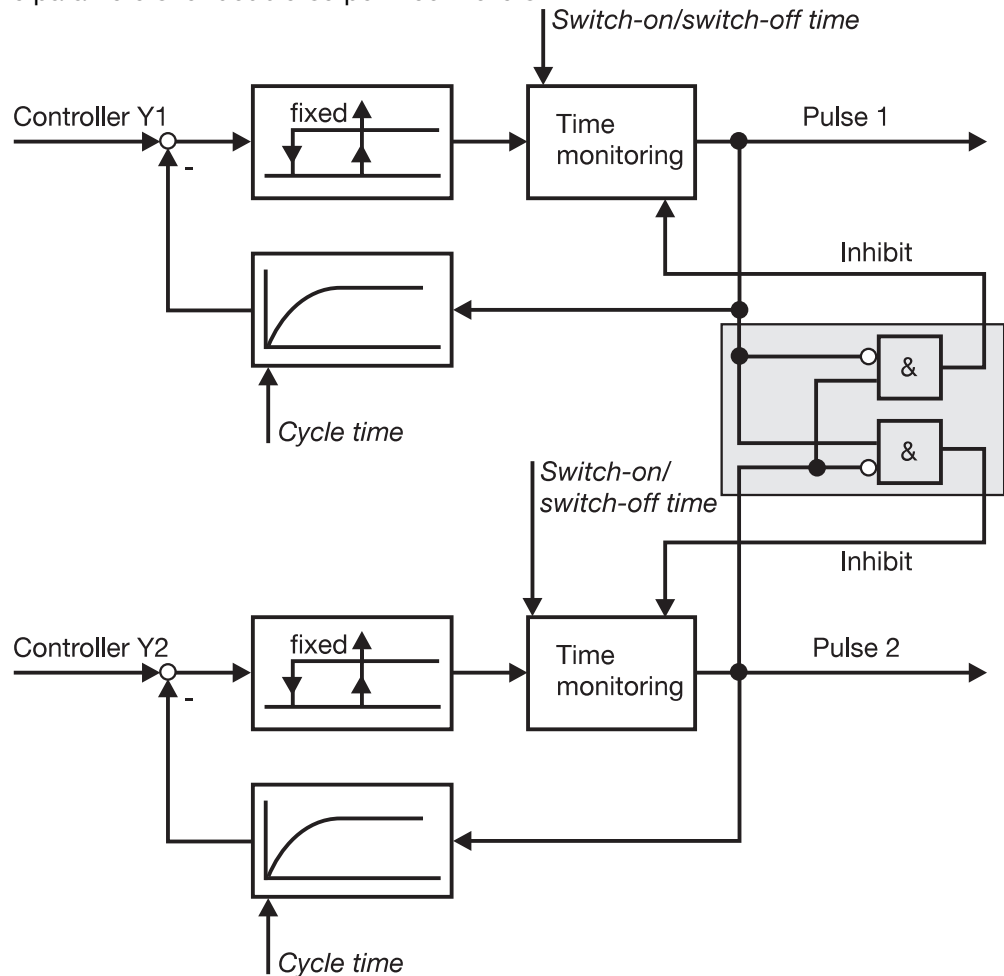 Switch-on/switch-off time
Controller Y1
fixed
Time
monitoring
Pulse 1
-
Inhibit
&
Cycle time
&
Switch-on/
switch-off time
Inhibit
Controller Y2
fixed
Time
monitoring
Pulse 2
-
Cycle time